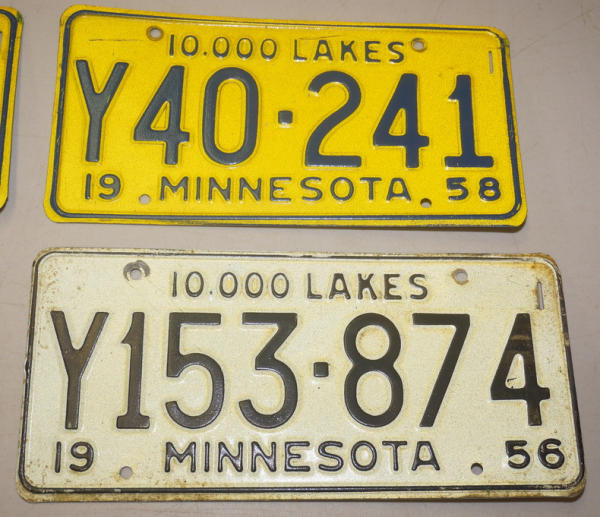 10.000 LAKES
Y40·241
19 MINNESOTA 58
10.000 LAKES
Y153·874
19 MINNESOTA 56